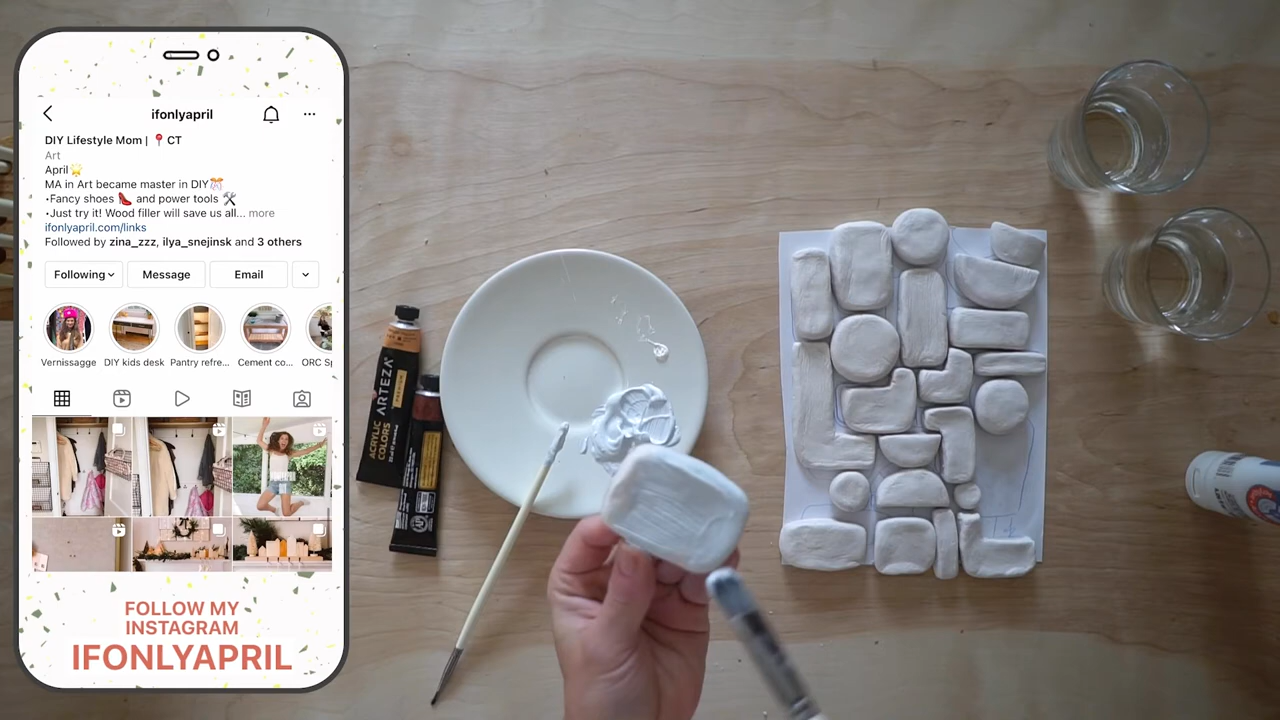 ifonlyapril
DIY Lifestyle Mom | 📍 CT
Art
April🌟
MA in Art became master in DIY🎊
•Fancy shoes 👠 and power tools 🛠
•Just try it! Wood filler will save us all... more
ifonlyapril.com/links
Followed by zina_zzz, ilya_snejinsk and 3 others
Following
Message
Email
Vernissagge
DIY kids desk
Pantry refre...
Cement co...
ORC Sp
FOLLOW MY
INSTAGRAM
IFONLYAPRIL
ARTEZA
ACRYLIC
COLORS